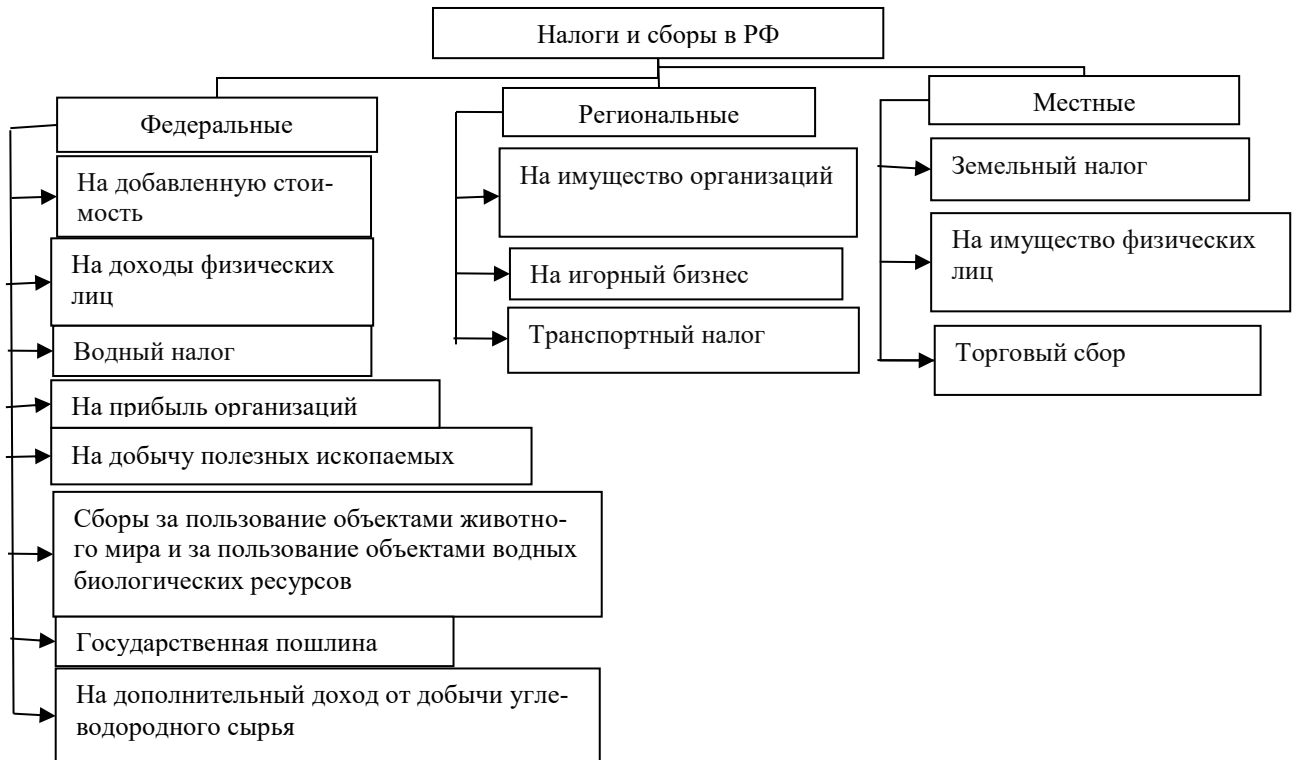 Налоги и сборы в РФ
Федеральные
На добавленную стои-
мость
На доходы физических
лиц
Водный налог
На прибыль организаций
На добычу полезных ископаемых
Сборы за пользование объектами животно-
го мира и за пользование объектами водных
биологических ресурсов
Государственная пошлина
На дополнительный доход от добычи угле-
водородного сырья
Региональные
На имущество организаций
На игорный бизнес
Транспортный налог
Местные
Земельный налог
На имущество физических
лиц
Торговый сбор